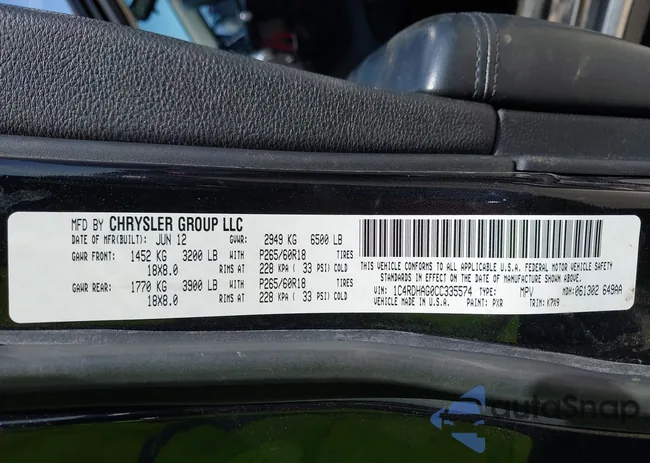 MFD BY CHRYSLER GROUP LLC
DATE OF MFR(BUILT): JUN 12 GVWR: 2949 KG 6500 LB
GAWR FRONT: 1452 KG 3200 LB WITH P265/60R18 TIRES
18X8.0 RIMS AT 228 KPA ( 33 PSI) COLD
GAWR REAR: 1770 KG 3900 LB WITH P265/60R18 TIRES
18X8.0 RIMS AT 228 KPA ( 33 PSI) COLD
THIS VEHICLE CONFORMS TO ALL APPLICABLE U.S.A. FEDERAL MOTOR VEHICLE SAFETY
STANDARDS IN EFFECT ON THE DATE OF MANUFACTURE SHOWN ABOVE.
VIN: 1C4RDHAG0CC335574 TYPE: MPV MDH: 061302 649AA
MADE IN U.S.A. PAINT: PXR TRIM: K7X9
autoSnap